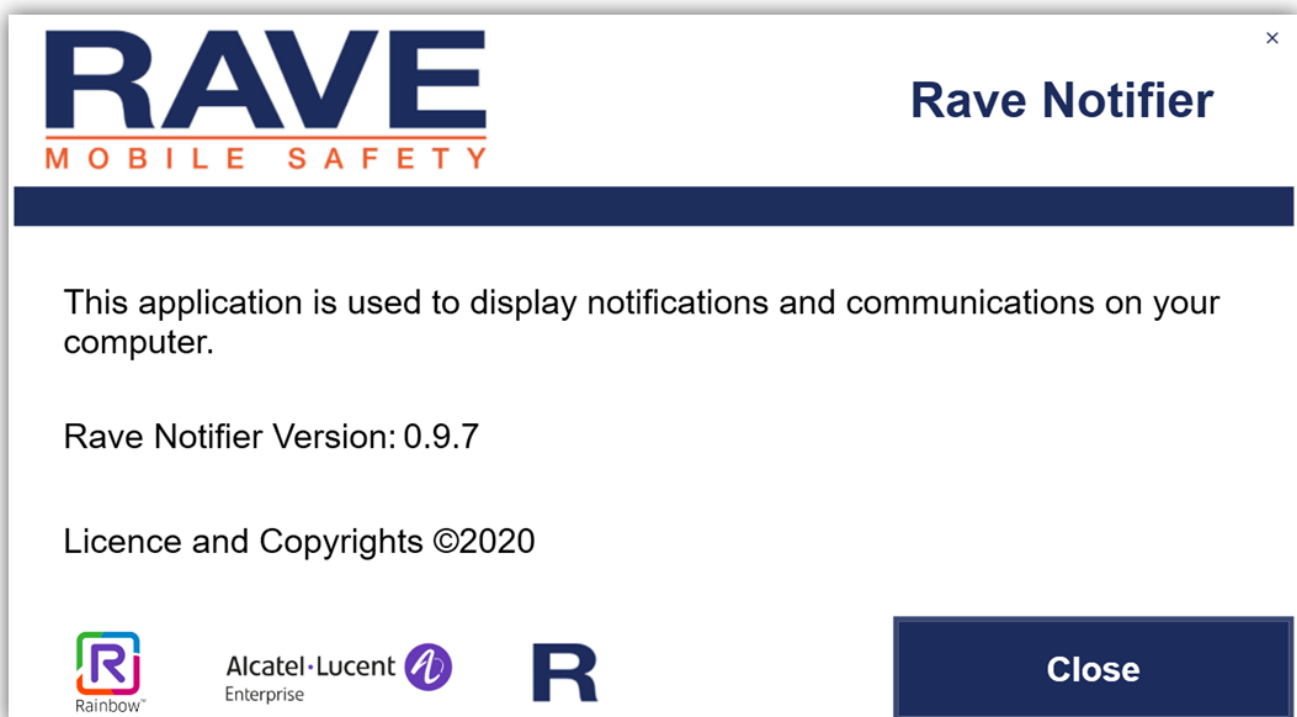 RAVE
MOBILE SAFETY
×
Rave Notifier
This application is used to display notifications and communications on your
computer.
Rave Notifier Version: 0.9.7
Licence and Copyrights ©2020
R
Rainbow™
Alcatel·Lucent
Enterprise
R
Close